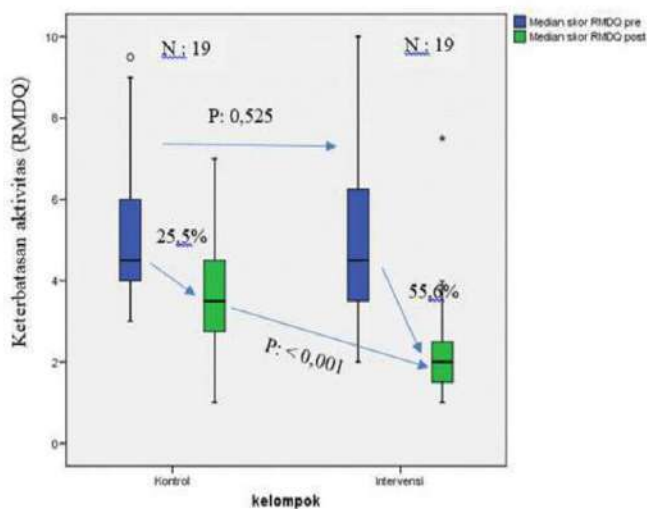 Median skor RMDQ pre
Median skor RMDQ post
N : 19
N : 19
P: 0,525
25,5%
55,6%
P: < 0,001
Keterbatasan aktivitas (RMDQ)
10
8
6
4
2
0
Kontrol
Intervensi
kelompok